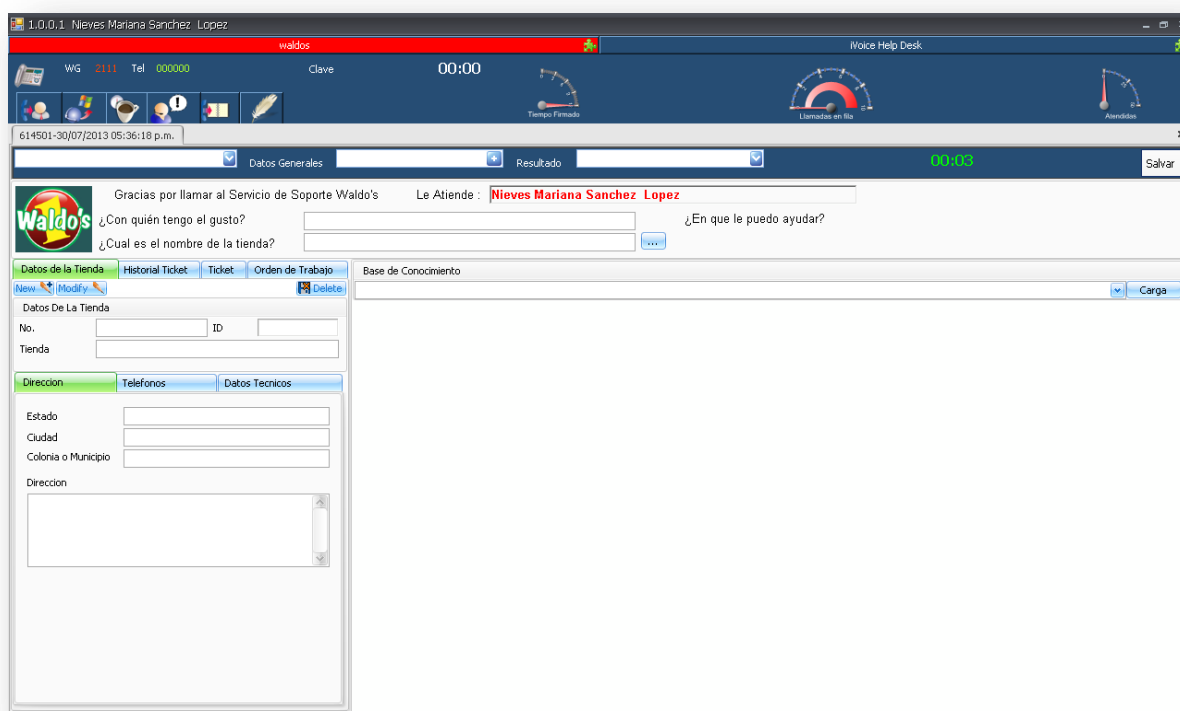 1.0.0.1 Nieves Mariana Sanchez Lopez
waldos
iVoice Help Desk
WG 2111 Tel 000000 Clave 00:00
Tiempo Firmado
Llamadas en fila
Atendidas
614501-30/07/2013 05:36:18 p.m.
Datos Generales Resultado 00:03 Salvar
Waldo's
Gracias por llamar al Servicio de Soporte Waldo's Le Atiende : Nieves Mariana Sanchez Lopez
¿Con quién tengo el gusto? ¿En que le puedo ayudar?
¿Cual es el nombre de la tienda? ...
Datos de la Tienda Historial Ticket Ticket Orden de Trabajo Base de Conocimiento
New Modify Delete Carga
Datos De La Tienda
No. ID
Tienda
Direccion Telefonos Datos Tecnicos
Estado
Ciudad
Colonia o Municipio
Direccion